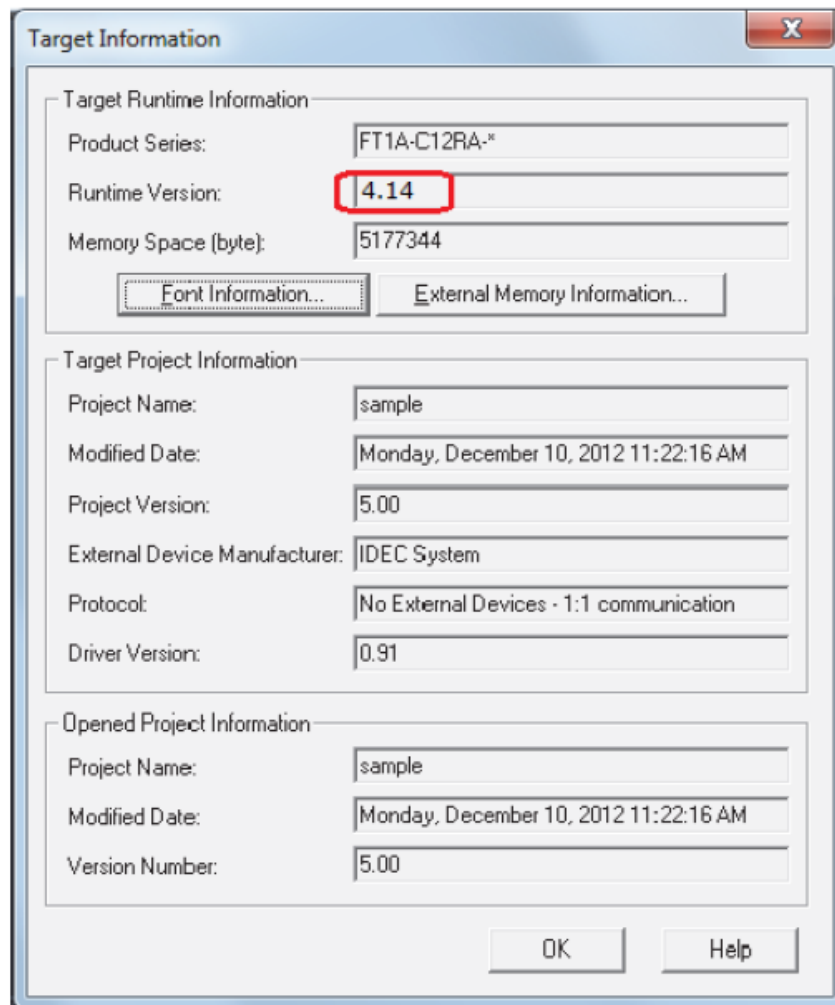 Target Information
Target Runtime Information
Product Series: FT1A-C12RA-*
Runtime Version: 4.14
Memory Space (byte): 5177344
Font Information... External Memory Information...
Target Project Information
Project Name: sample
Modified Date: Monday, December 10, 2012 11:22:16 AM
Project Version: 5.00
External Device Manufacturer: IDEC System
Protocol: No External Devices - 1:1 communication
Driver Version: 0.91
Opened Project Information
Project Name: sample
Modified Date: Monday, December 10, 2012 11:22:16 AM
Version Number: 5.00
OK Help